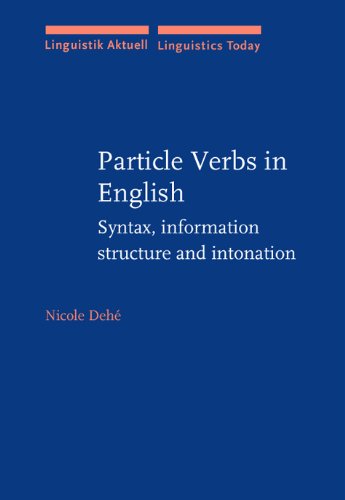 Linguistik Aktuell Linguistics Today
Particle Verbs in
English
Syntax, information
structure and intonation
Nicole Dehé